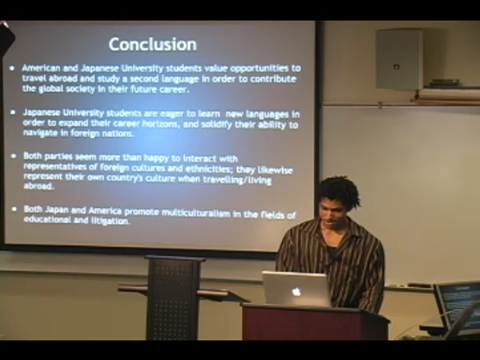 Conclusion
American and Japanese University students value opportunities to
travel abroad and study a second language in order to contribute
the global society in their future career.
Japanese University students are eager to learn new languages in
order to expand their career horizons, and solidify their ability to
navigate in foreign nations.
Both parties seem more than happy to interact with
representatives of foreign cultures and ethnicities; they likewise
represent their own country's culture when travelling/living
abroad.
Both Japan and America promote multiculturalism in the fields of
educational and litigation.